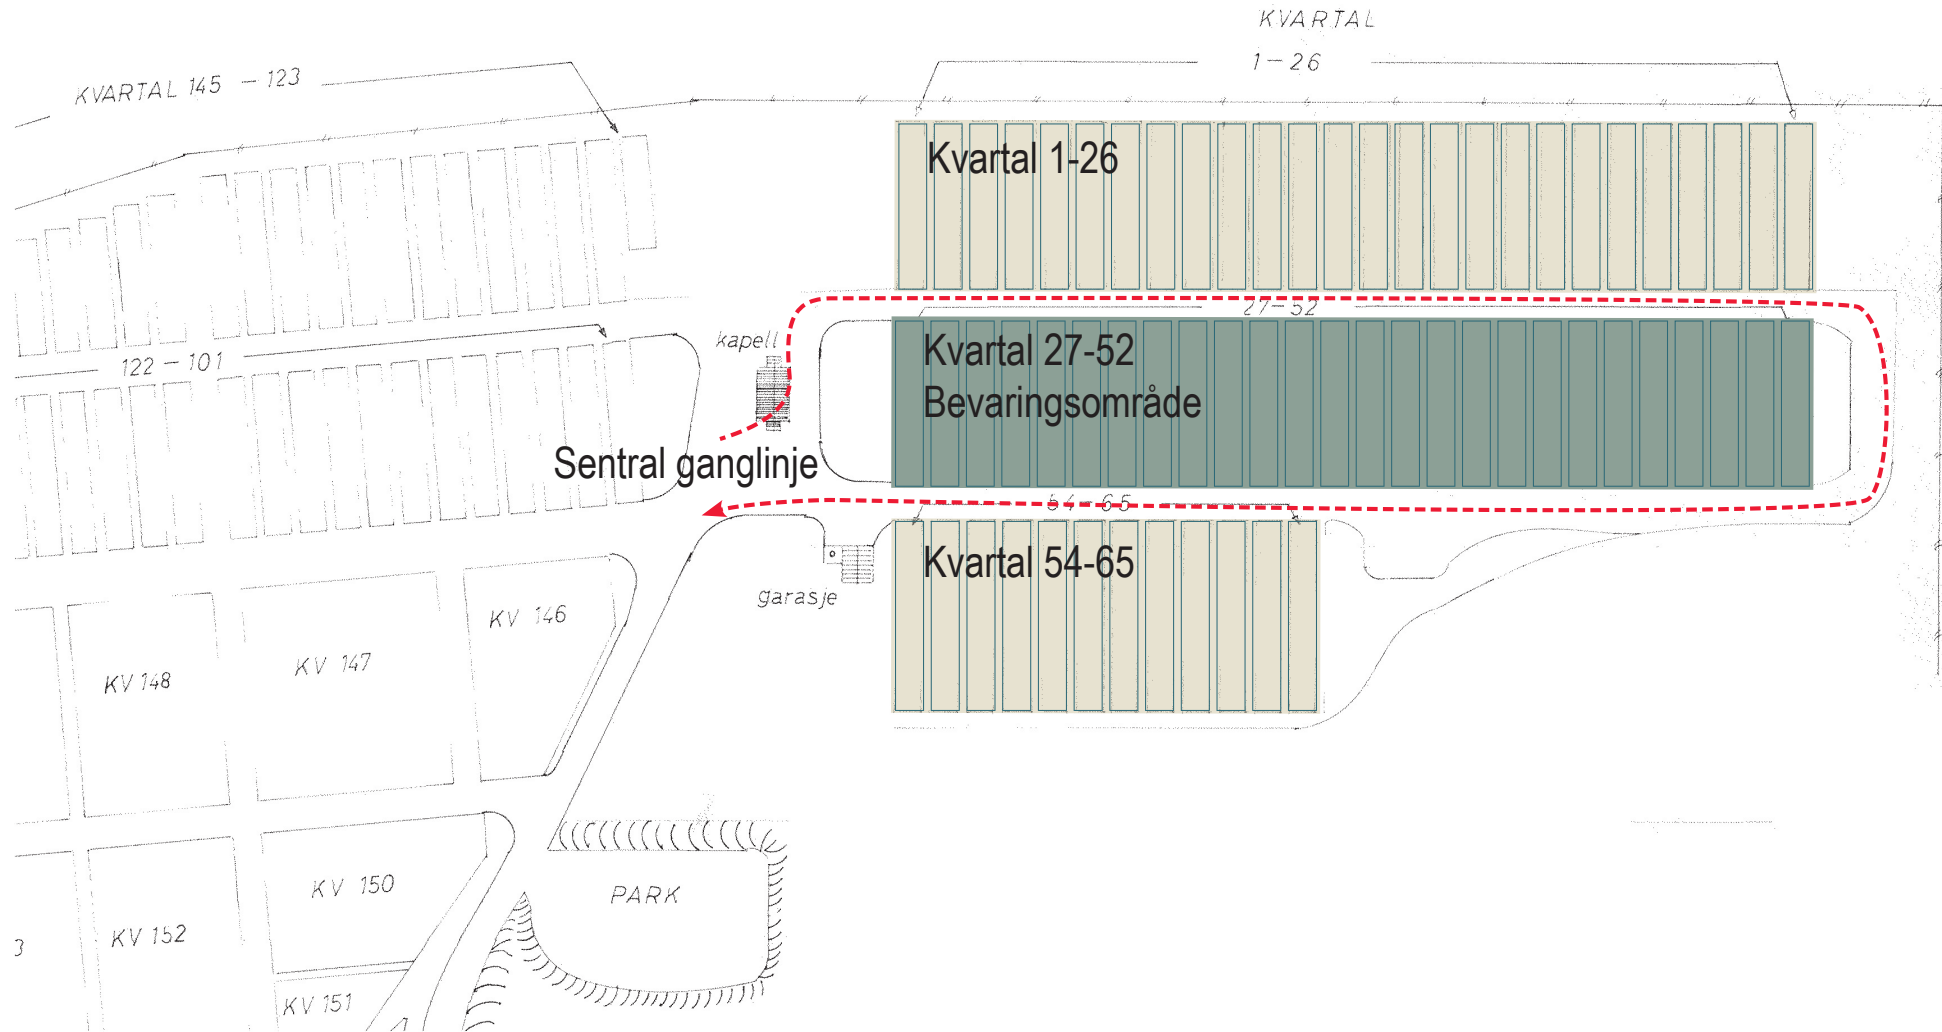 KVARTAL
1-26
KVARTAL 145 - 123
Kvartal 1-26
27-52
kapell
Kvartal 27-52
Bevaringsområde
122 - 101
Sentral ganglinje
54-65
Kvartal 54-65
garasje
KV 146
KV 147
KV 148
KV 150
PARK
KV 152
3
KV 151